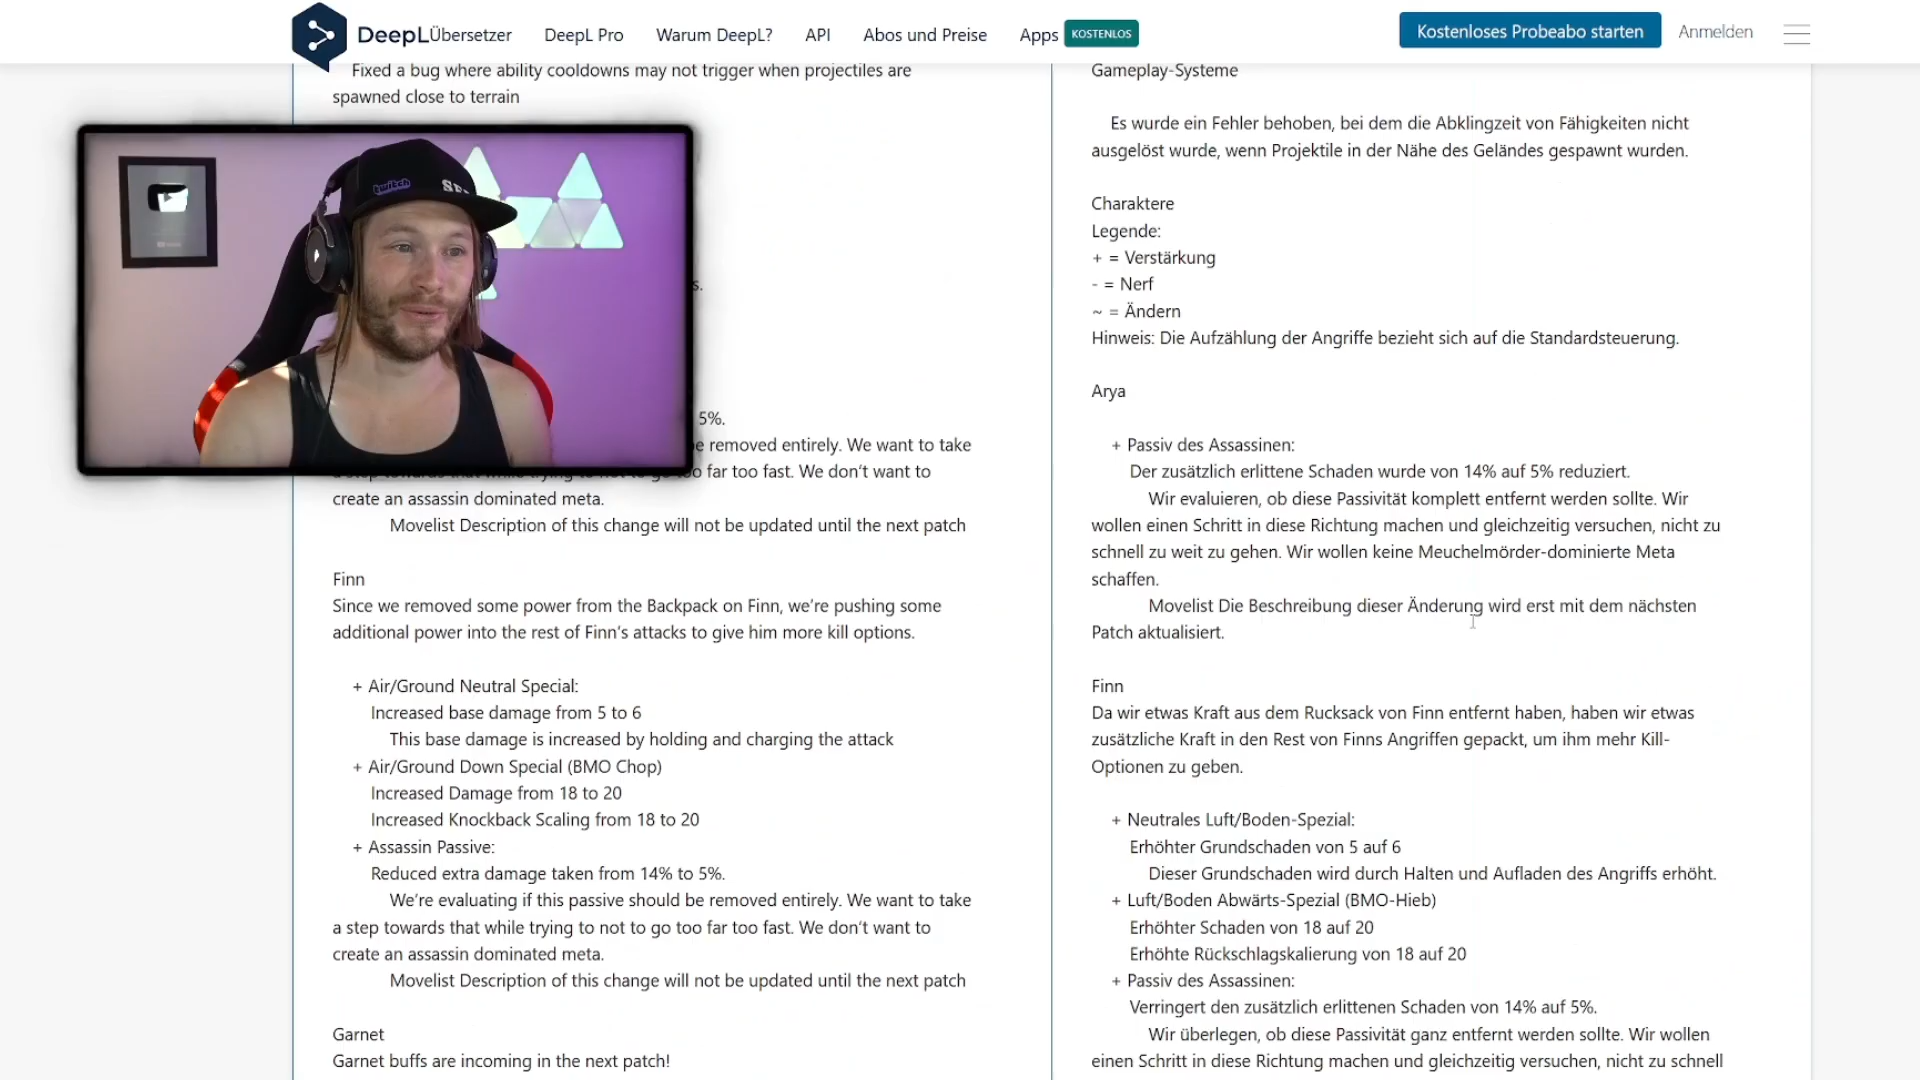 DeepL Übersetzer
DeepL Pro
Warum DeepL?
API
Abos und Preise
Apps
KOSTENLOS
Kostenloses Probeabo starten
Anmelden
Fixed a bug where ability cooldowns may not trigger when projectiles are
spawned close to terrain
twitch
s.
5%.
e removed entirely. We want to take
far too fast. We don't want to
create an assassin dominated meta.
Movelist Description of this change will not be updated until the next patch
Finn
Since we removed some power from the Backpack on Finn, we're pushing some
additional power into the rest of Finn's attacks to give him more kill options.
+ Air/Ground Neutral Special:
Increased base damage from 5 to 6
This base damage is increased by holding and charging the attack
+ Air/Ground Down Special (BMO Chop)
Increased Damage from 18 to 20
Increased Knockback Scaling from 18 to 20
+ Assassin Passive:
Reduced extra damage taken from 14% to 5%.
We're evaluating if this passive should be removed entirely. We want to take
a step towards that while trying to not to go too far too fast. We don't want to
create an assassin dominated meta.
Movelist Description of this change will not be updated until the next patch
Garnet
Garnet buffs are incoming in the next patch!
Gameplay-Systeme
Es wurde ein Fehler behoben, bei dem die Abklingzeit von Fähigkeiten nicht
ausgelöst wurde, wenn Projektile in der Nähe des Geländes gespawnt wurden.
Charaktere
Legende:
+ = Verstärkung
- = Nerf
~ = Ändern
Hinweis: Die Aufzählung der Angriffe bezieht sich auf die Standardsteuerung.
Arya
+ Passiv des Assassinen:
Der zusätzlich erlittene Schaden wurde von 14% auf 5% reduziert.
Wir evaluieren, ob diese Passivität komplett entfernt werden sollte. Wir
wollen einen Schritt in diese Richtung machen und gleichzeitig versuchen, nicht zu
schnell zu weit zu gehen. Wir wollen keine Meuchelmörder-dominierte Meta
schaffen.
Movelist Die Beschreibung dieser Änderung wird erst mit dem nächsten
Patch aktualisiert.
Finn
Da wir etwas Kraft aus dem Rucksack von Finn entfernt haben, haben wir etwas
zusätzliche Kraft in den Rest von Finns Angriffen gepackt, um ihm mehr Kill-
Optionen zu geben.
+ Neutrales Luft/Boden-Spezial:
Erhöhter Grundschaden von 5 auf 6
Dieser Grundschaden wird durch Halten und Aufladen des Angriffs erhöht.
+ Luft/Boden Abwärts-Spezial (BMO-Hieb)
Erhöhter Schaden von 18 auf 20
Erhöhte Rückschlagskalierung von 18 auf 20
+ Passiv des Assassinen:
Verringert den zusätzlich erlittenen Schaden von 14% auf 5%.
Wir überlegen, ob diese Passivität ganz entfernt werden sollte. Wir wollen
einen Schritt in diese Richtung machen und gleichzeitig versuchen, nicht zu schnell